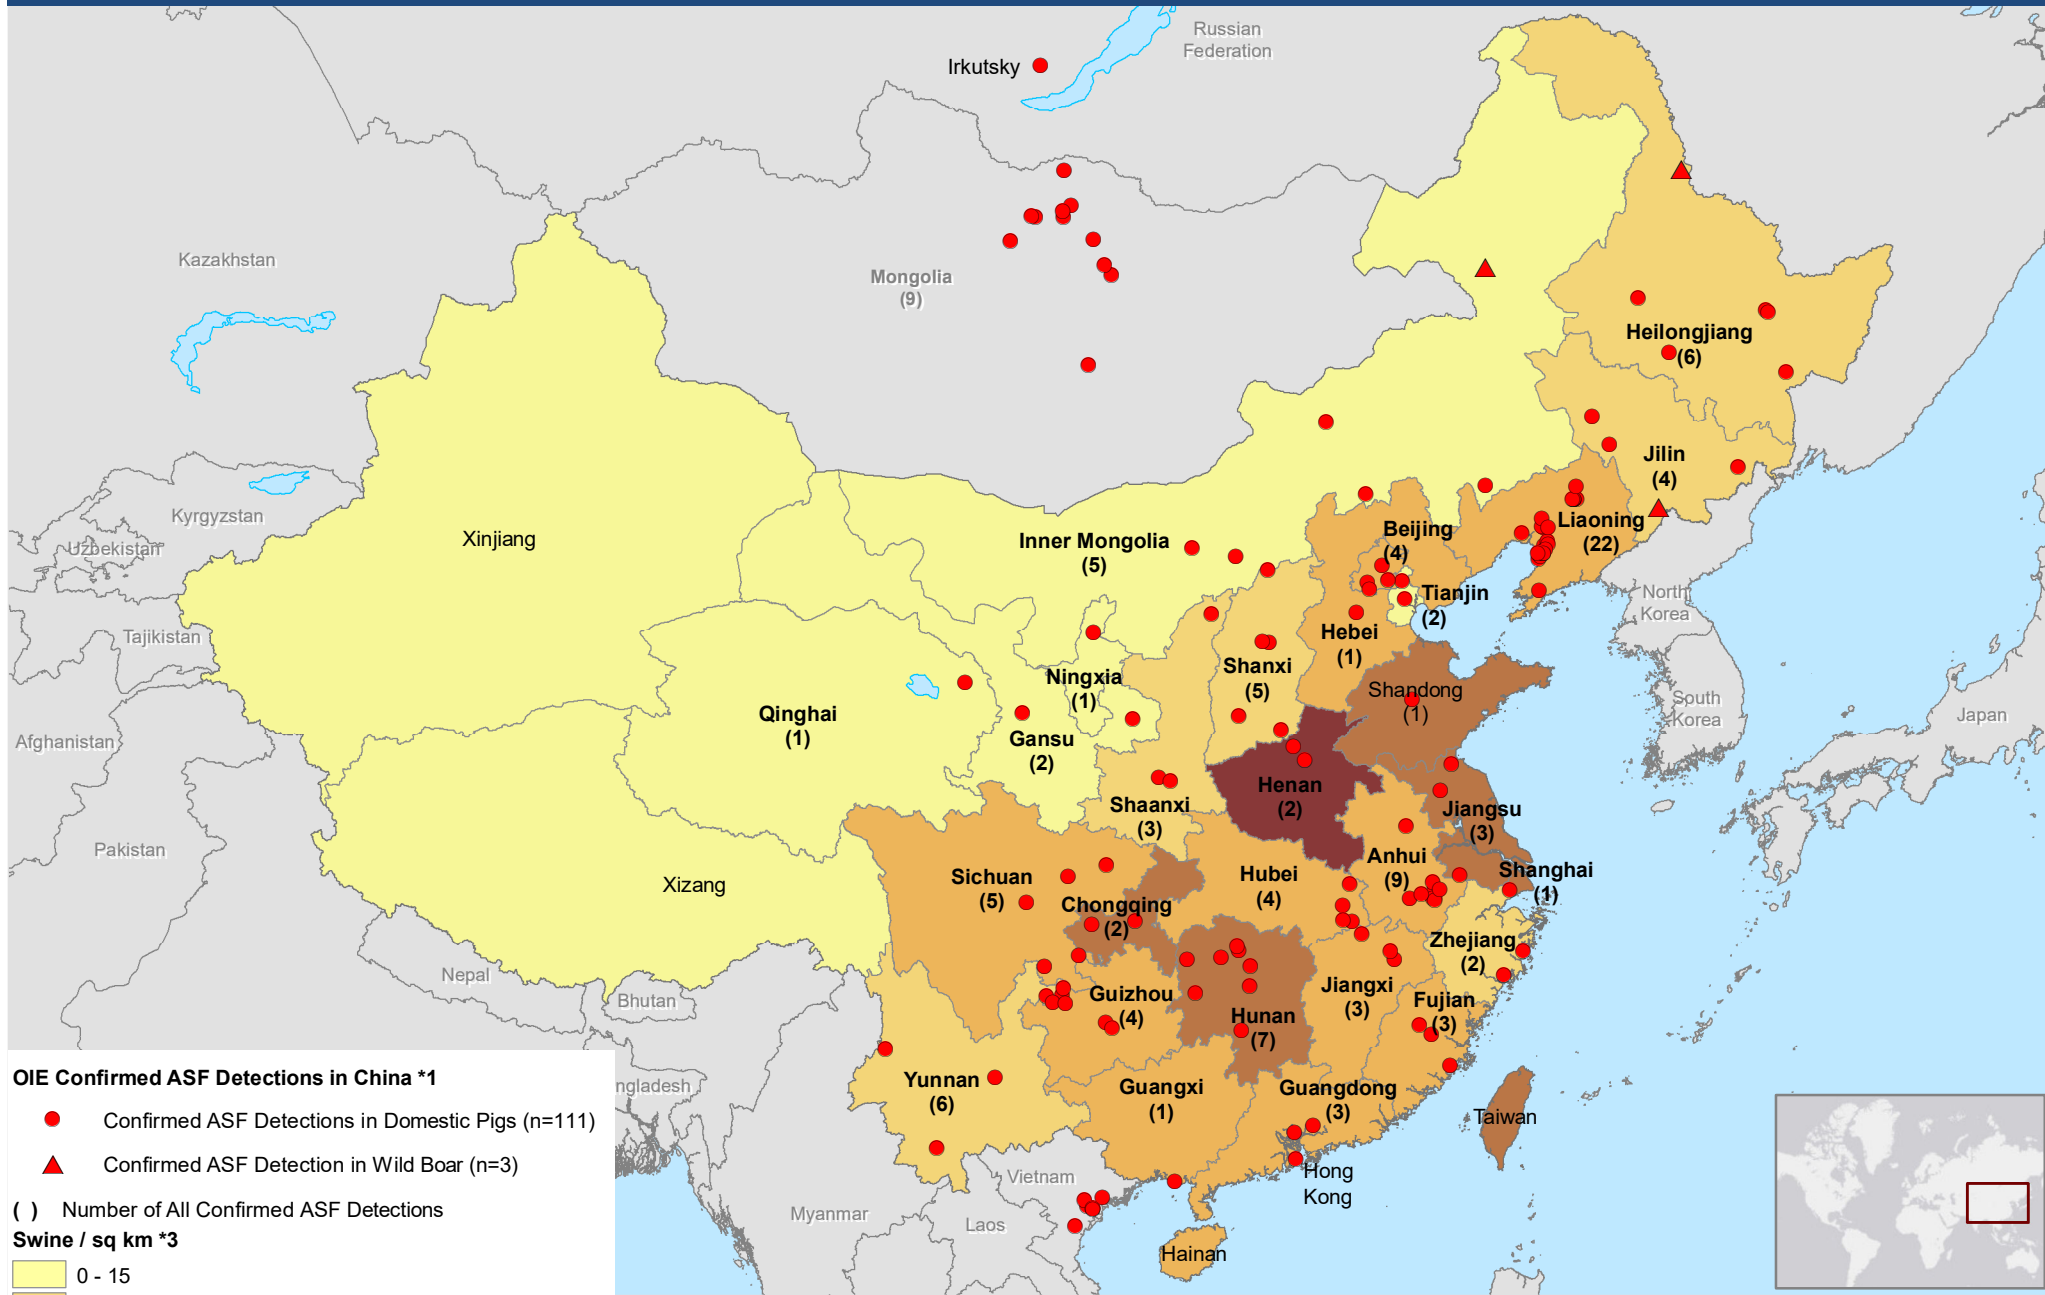 Russian
Federation
Irkutsky
Kazakhstan
Mongolia
(9)
Heilongjiang
(6)
Jilin
(4)
Kyrgyzstan
Uzbekistan
Xinjiang
Inner Mongolia
(5)
Beijing
(4)
Liaoning
(22)
Tianjin
(2)
North
Korea
Tajikistan
Hebei
(1)
Ningxia
(1)
Shanxi
(5)
Shandong
(1)
South
Korea
Japan
Afghanistan
Qinghai
(1)
Gansu
(2)
Henan
(2)
Shaanxi
(3)
Jiangsu
(3)
Pakistan
Xizang
Sichuan
(5)
Hubei
(4)
Anhui
(9)
Shanghai
(1)
Chongqing
(2)
Zhejiang
(2)
Nepal
Bhutan
Guizhou
(4)
Jiangxi
(3)
Fujian
(3)
Hunan
(7)
ngladesh
Yunnan
(6)
Guangxi
(1)
Guangdong
(3)
Taiwan
Vietnam
Hong
Kong
Myanmar
Laos
Hainan
OIE Confirmed ASF Detections in China *1
Confirmed ASF Detections in Domestic Pigs (n=111)
Confirmed ASF Detection in Wild Boar (n=3)
( ) Number of All Confirmed ASF Detections
Swine / sq km *3
0 - 15